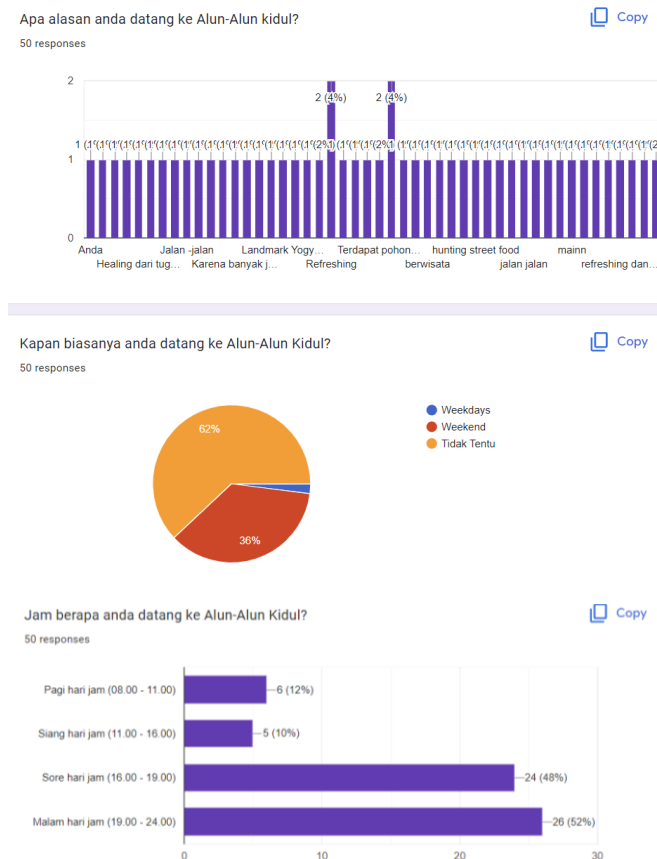 Apa alasan anda datang ke Alun-Alun kidul?
Copy
50 responses
2
2 (4%) 2 (4%)
1
0
Anda Jalan -jalan Landmark Yogy... Terdapat pohon... hunting street food mainn
Healing dari tug... Karena banyak j... Refreshing berwisata jalan jalan refreshing dan...
Kapan biasanya anda datang ke Alun-Alun Kidul?
Copy
50 responses
62%
36%
Weekdays
Weekend
Tidak Tentu
Jam berapa anda datang ke Alun-Alun Kidul?
Copy
50 responses
Pagi hari jam (08.00 - 11.00) 6 (12%)
Siang hari jam (11.00 - 16.00) 5 (10%)
Sore hari jam (16.00 - 19.00) 24 (48%)
Malam hari jam (19.00 - 24.00) 26 (52%)
0 10 20 30